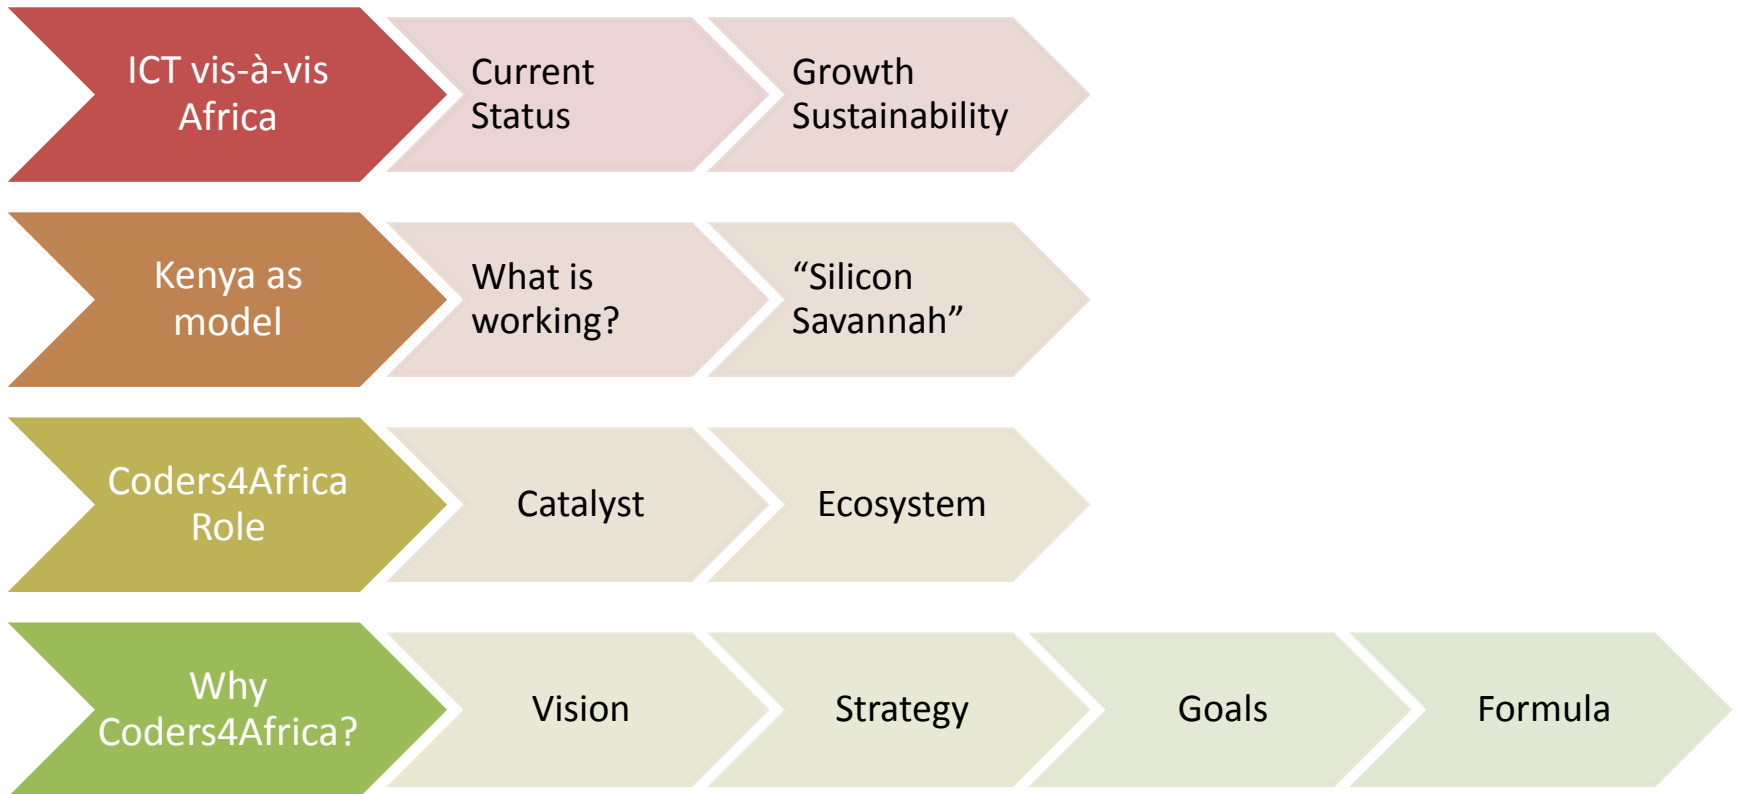 ICT vis-à-vis
Africa
Current
Status
Growth
Sustainability
Kenya as
model
What is
working?
“Silicon
Savannah”
Coders4Africa
Role
Catalyst
Ecosystem
Why
Coders4Africa?
Vision
Strategy
Goals
Formula